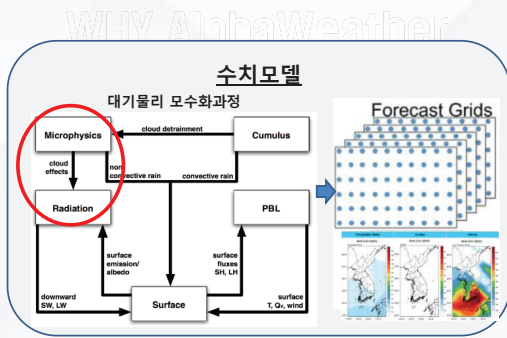 WHY AlphaWeather
수치모델
대기물리 모수화과정
Microphysics
cloud detrainment
Cumulus
cloud
effects
non
convective rain
convective rain
Radiation
PBL
surface
emission/
albedo
surface
fluxes
SH, LH
downward
SW, LW
Surface
surface
T, Qv, wind
Forecast Grids